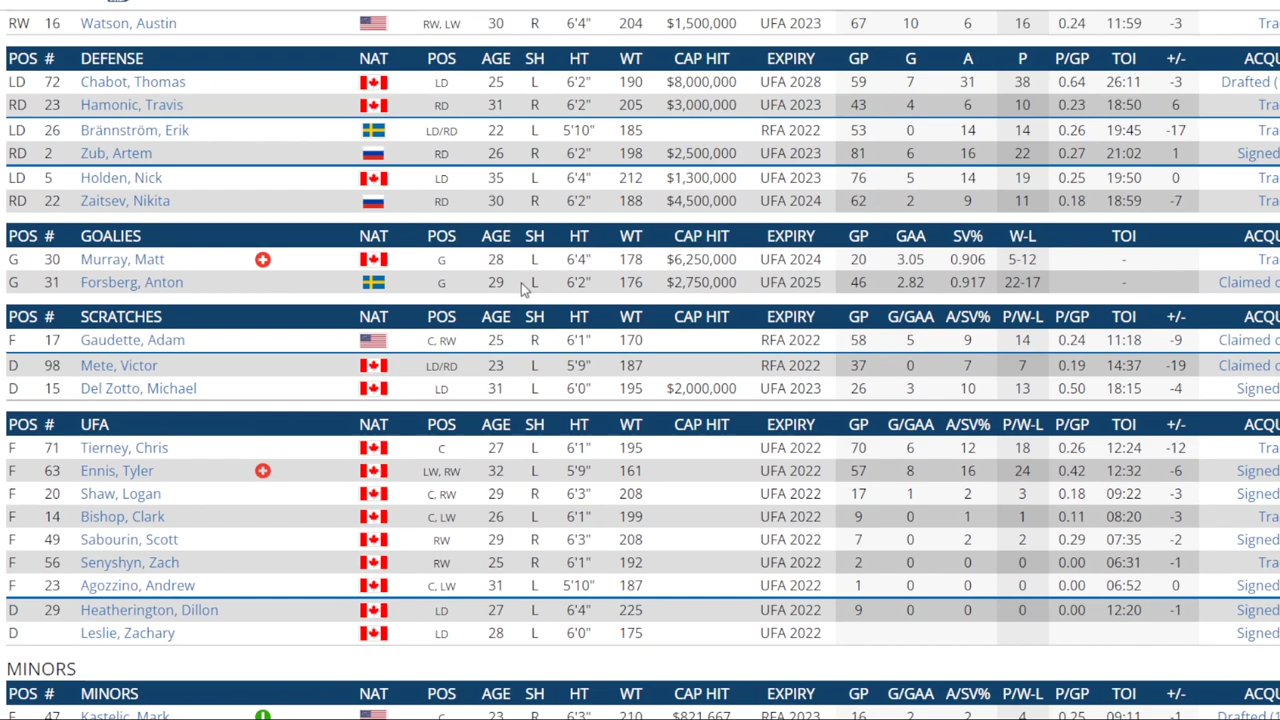 RW 16 Watson, Austin RW, LW 30 R 6'4" 204 $1,500,000 UFA 2023 67 10 6 16 0.24 11:59 -3 Tra
POS # DEFENSE NAT POS AGE SH HT WT CAP HIT EXPIRY GP G A P P/GP TOI +/- ACQU
LD 72 Chabot, Thomas LD 25 L 6'2" 190 $8,000,000 UFA 2028 59 7 31 38 0.64 26:11 -3 Drafted (
RD 23 Hamonic, Travis RD 31 R 6'2" 205 $3,000,000 UFA 2023 43 4 6 10 0.23 18:50 6 Tra
LD 26 Brännström, Erik LD/RD 22 L 5'10" 185 RFA 2022 53 0 14 14 0.26 19:45 -17 Tra
RD 2 Zub, Artem RD 26 R 6'2" 198 $2,500,000 UFA 2023 81 6 16 22 0.27 21:02 1 Signed
LD 5 Holden, Nick LD 35 L 6'4" 212 $1,300,000 UFA 2023 76 5 14 19 0.25 19:50 0 Tra
RD 22 Zaitsev, Nikita RD 30 R 6'2" 188 $4,500,000 UFA 2024 62 2 9 11 0.18 18:59 -7 Tra
POS # GOALIES NAT POS AGE SH HT WT CAP HIT EXPIRY GP GAA SV% W-L TOI ACQU
G 30 Murray, Matt G 28 L 6'4" 178 $6,250,000 UFA 2024 20 3.05 0.906 5-12 - Tra
G 31 Forsberg, Anton G 29 L 6'2" 176 $2,750,000 UFA 2025 46 2.82 0.917 22-17 - Claimed o
POS # SCRATCHES NAT POS AGE SH HT WT CAP HIT EXPIRY GP G/GAA A/SV% P/W-L P/GP TOI +/- ACQU
F 17 Gaudette, Adam C, RW 25 R 6'1" 170 RFA 2022 58 5 9 14 0.24 11:18 -9 Claimed o
D 98 Mete, Victor LD/RD 23 L 5'9" 187 RFA 2022 37 0 7 7 0.19 14:37 -19 Claimed o
D 15 Del Zotto, Michael LD 31 L 6'0" 195 $2,000,000 UFA 2023 26 3 10 13 0.50 18:15 -4 Signed
POS # UFA NAT POS AGE SH HT WT CAP HIT EXPIRY GP G/GAA A/SV% P/W-L P/GP TOI +/- ACQU
F 71 Tierney, Chris C 27 L 6'1" 195 UFA 2022 70 6 12 18 0.26 12:24 -12 Tra
F 63 Ennis, Tyler LW, RW 32 L 5'9" 161 UFA 2022 57 8 16 24 0.42 12:32 -6 Signed
F 20 Shaw, Logan C, RW 29 R 6'3" 208 UFA 2022 17 1 2 3 0.18 09:22 -3 Signed
F 14 Bishop, Clark C, LW 26 L 6'1" 199 UFA 2022 9 0 1 1 0.11 08:20 -3 Tra
F 49 Sabourin, Scott RW 29 R 6'3" 208 UFA 2022 7 0 2 2 0.29 07:35 -2 Signed
F 56 Senyshyn, Zach RW 25 R 6'1" 192 UFA 2022 2 0 0 0 0.00 06:31 -1 Tra
F 23 Agozzino, Andrew C, LW 31 L 5'10" 187 UFA 2022 1 0 0 0 0.00 06:52 0 Signed
D 29 Heatherington, Dillon LD 27 L 6'4" 225 UFA 2022 9 0 0 0 0.00 12:20 -1 Signed
D Leslie, Zachary LD 28 L 6'0" 175 UFA 2022 Signed
MINORS
POS # MINORS NAT POS AGE SH HT WT CAP HIT EXPIRY GP G/GAA A/SV% P/W-L P/GP TOI +/- ACQU
F 47 Kastelic, Mark C 23 R 6'3" 210 $821,667 RFA 2023 16 2 2 4 0.25 09:11 -1 Drafted (